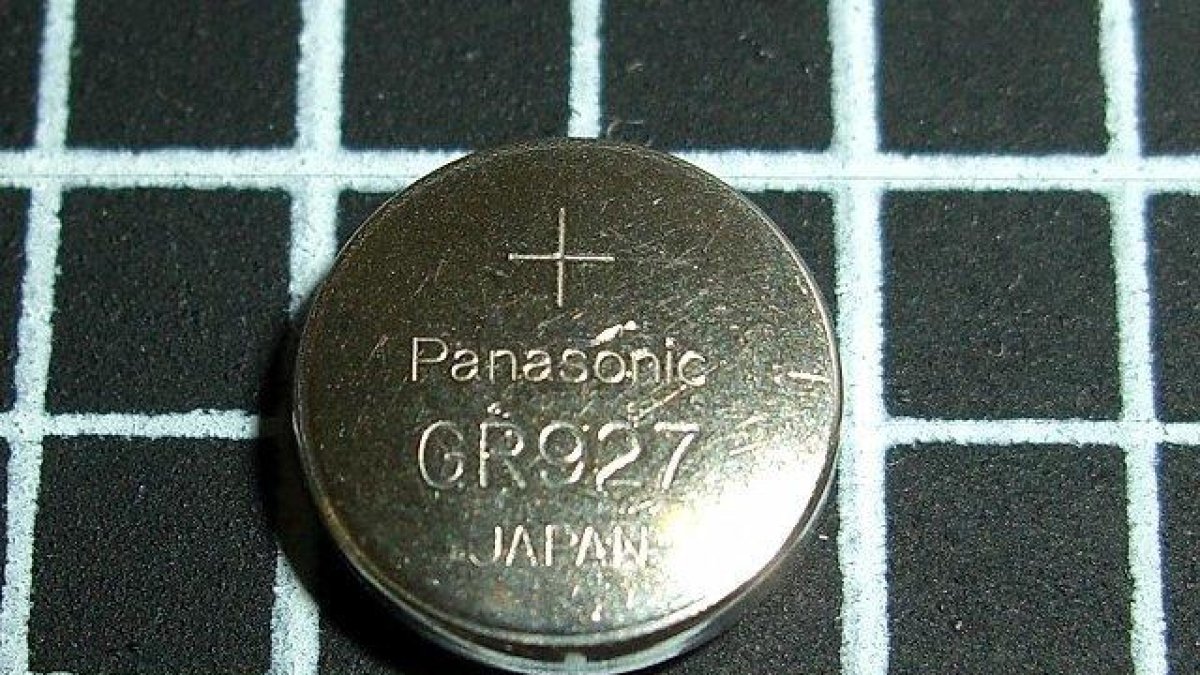 +
Panasonic
GR927
JAPAN